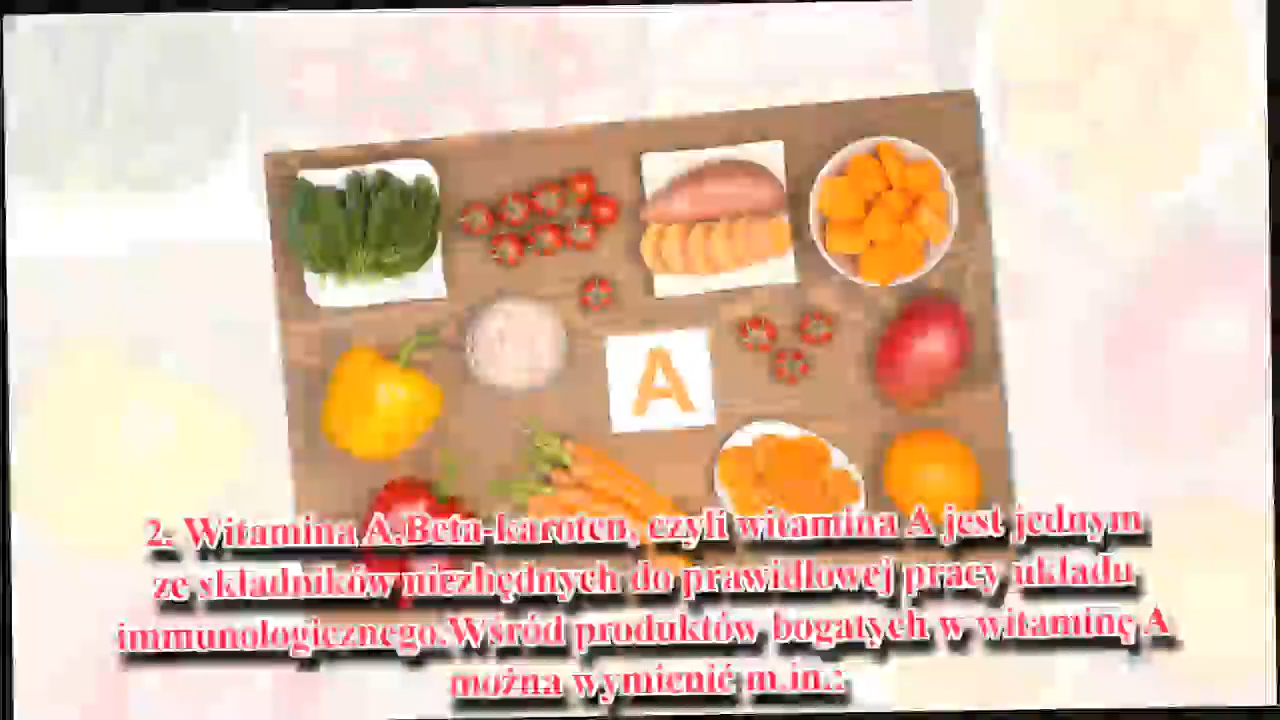 A
2. Witamina A.Beta-karoten, czyli witamina A jest jednym
ze składników niezbędnych do prawidłowej pracy układu
immunologicznego.Wśród produktów bogatych w witaminę A
można wymienić m.in.: